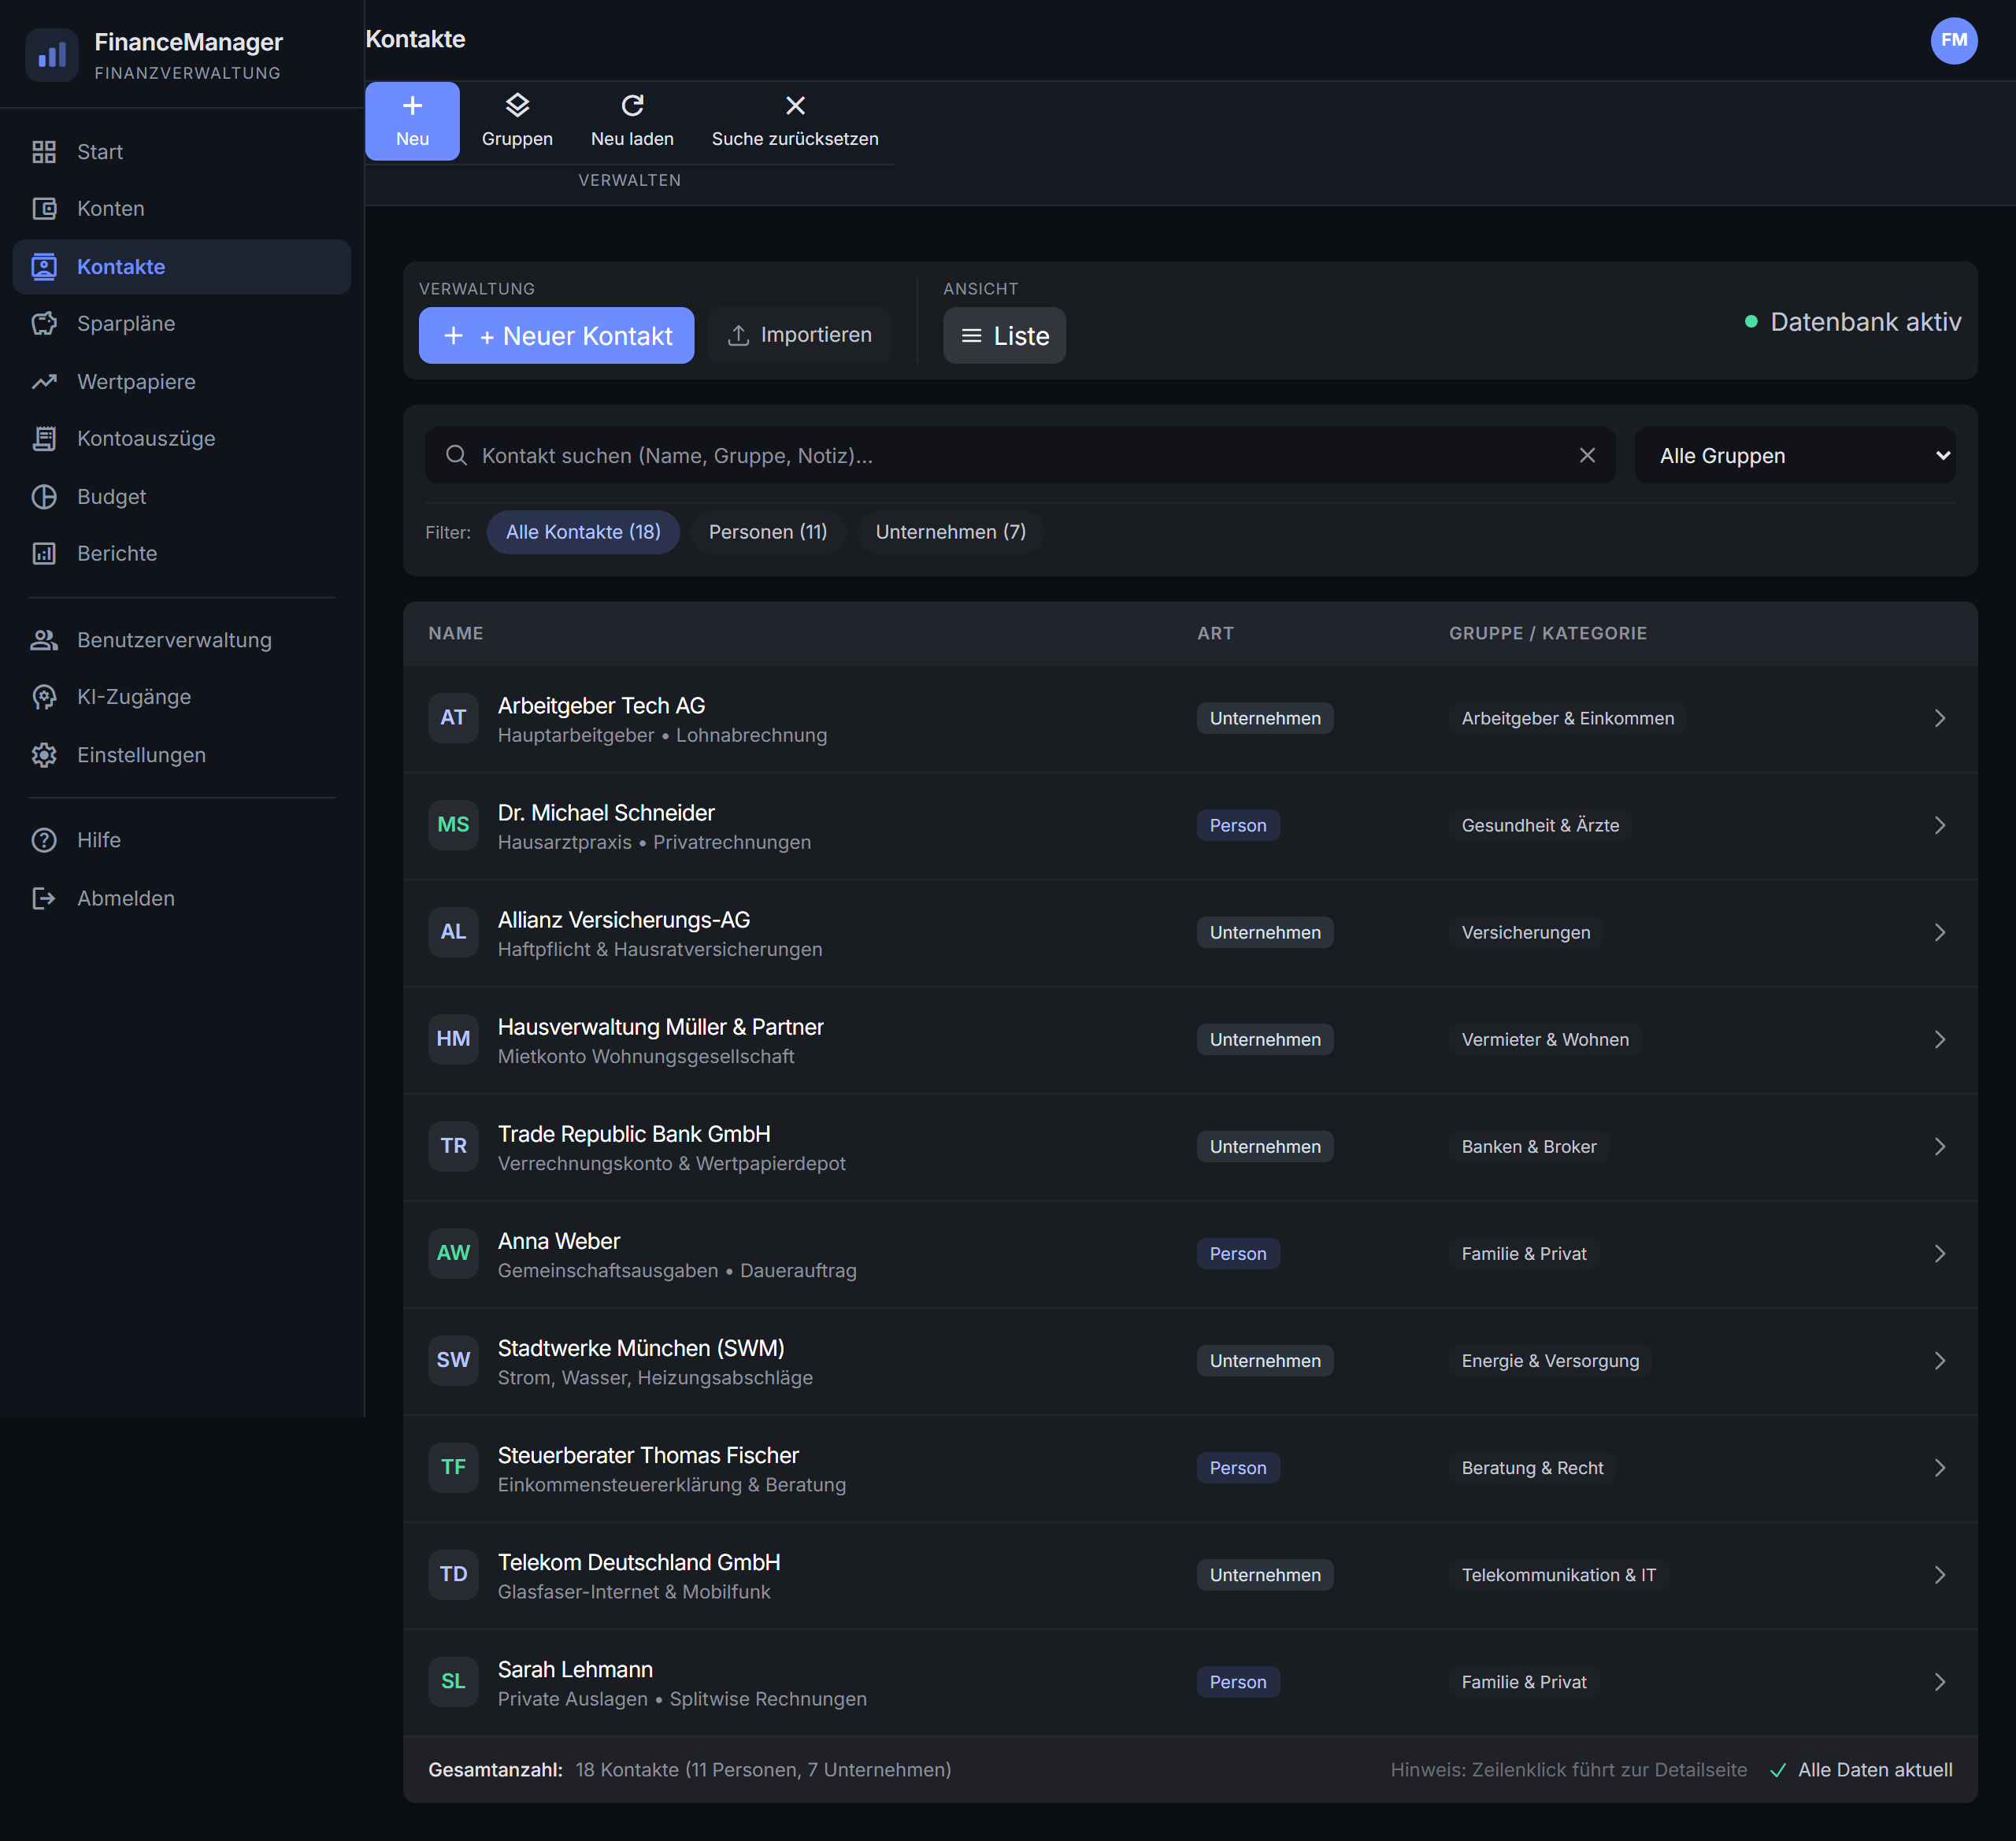 FinanceManager
FINANZVERWALTUNG
Start
Konten
Kontakte
Sparpläne
Wertpapiere
Kontoauszüge
Budget
Berichte
Benutzerverwaltung
KI-Zugänge
Einstellungen
Hilfe
Abmelden
Kontakte
FM
Neu
Gruppen
Neu laden
Suche zurücksetzen
VERWALTEN
VERWALTUNG
+ Neuer Kontakt
Importieren
ANSICHT
Liste
Datenbank aktiv
Kontakt suchen (Name, Gruppe, Notiz)...
Alle Gruppen
Filter: Alle Kontakte (18) Personen (11) Unternehmen (7)
NAME ART GRUPPE / KATEGORIE
AT Arbeitgeber Tech AG Unternehmen Arbeitgeber & Einkommen
Hauptarbeitgeber • Lohnabrechnung
MS Dr. Michael Schneider Person Gesundheit & Ärzte
Hausarztpraxis • Privatrechnungen
AL Allianz Versicherungs-AG Unternehmen Versicherungen
Haftpflicht & Hausratversicherungen
HM Hausverwaltung Müller & Partner Unternehmen Vermieter & Wohnen
Mietkonto Wohnungsgesellschaft
TR Trade Republic Bank GmbH Unternehmen Banken & Broker
Verrechnungskonto & Wertpapierdepot
AW Anna Weber Person Familie & Privat
Gemeinschaftsausgaben • Dauerauftrag
SW Stadtwerke München (SWM) Unternehmen Energie & Versorgung
Strom, Wasser, Heizungsabschläge
TF Steuerberater Thomas Fischer Person Beratung & Recht
Einkommensteuererklärung & Beratung
TD Telekom Deutschland GmbH Unternehmen Telekommunikation & IT
Glasfaser-Internet & Mobilfunk
SL Sarah Lehmann Person Familie & Privat
Private Auslagen • Splitwise Rechnungen
Gesamtanzahl: 18 Kontakte (11 Personen, 7 Unternehmen)
Hinweis: Zeilenklick führt zur Detailseite Alle Daten aktuell